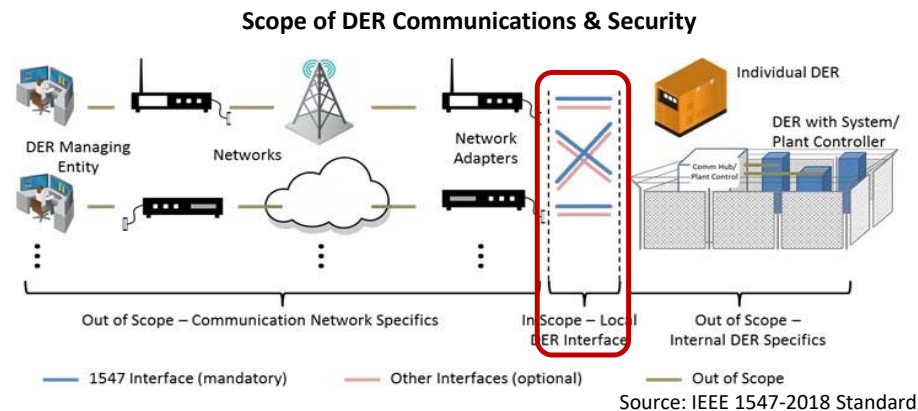 Scope of DER Communications & Security
Individual DER
DER with System/
Plant Controller
DER Managing
Entity
Networks
Network
Adapters
Comm Hub/
Plant Control
Out of Scope – Communication Network Specifics
In Scope – Local
DER Interface
Out of Scope –
Internal DER Specifics
1547 Interface (mandatory)
Other Interfaces (optional)
Out of Scope
Source: IEEE 1547-2018 Standard